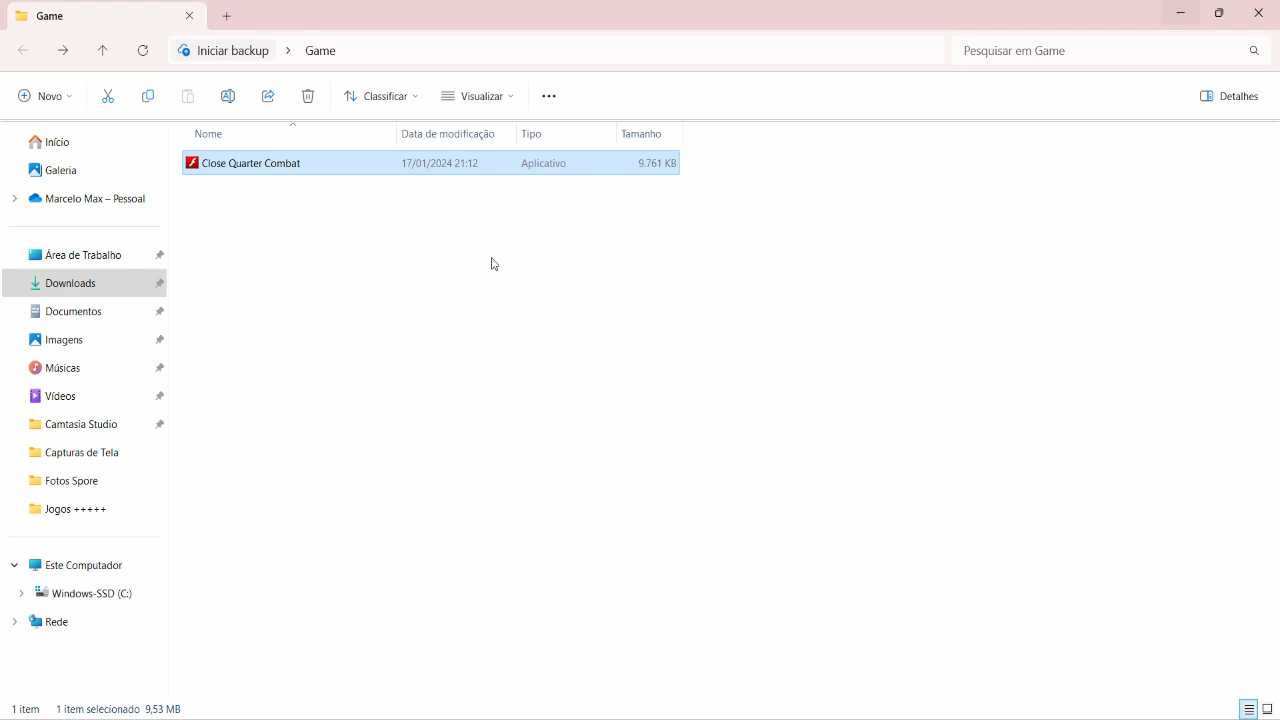 Game
Iniciar backup > Game
Pesquisar em Game
Novo
Classificar
Visualizar
Detalhes
Nome Data de modificação Tipo Tamanho
Close Quarter Combat 17/01/2024 21:12 Aplicativo 9.761 KB
Início
Galeria
Marcelo Max – Pessoal
Área de Trabalho
Downloads
Documentos
Imagens
Músicas
Vídeos
Camtasia Studio
Capturas de Tela
Fotos Spore
Jogos +++++
Este Computador
Windows-SSD (C:)
Rede
1 item 1 item selecionado 9,53 MB